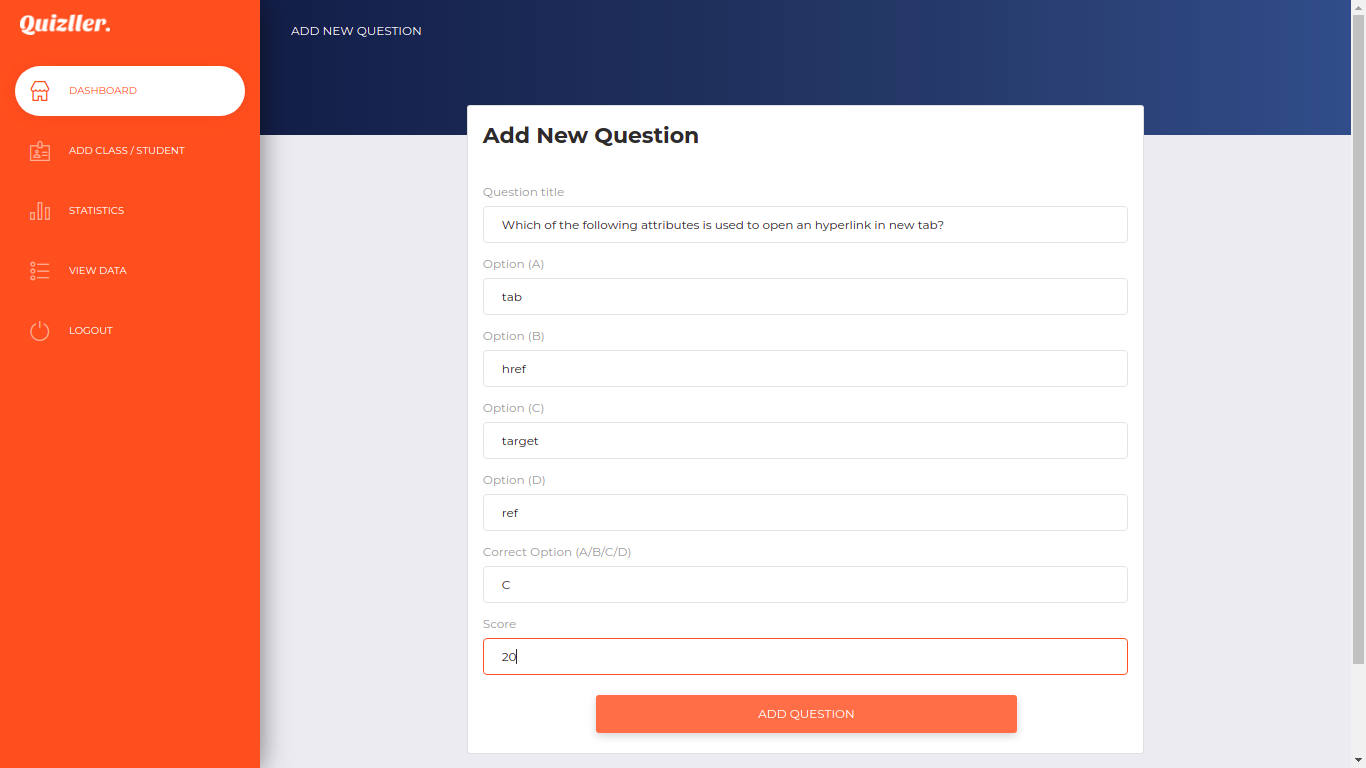 Quizller.
DASHBOARD
ADD CLASS / STUDENT
STATISTICS
VIEW DATA
LOGOUT
ADD NEW QUESTION
Add New Question
Question title
Which of the following attributes is used to open an hyperlink in new tab?
Option (A)
tab
Option (B)
href
Option (C)
target
Option (D)
ref
Correct Option (A/B/C/D)
C
Score
20
ADD QUESTION